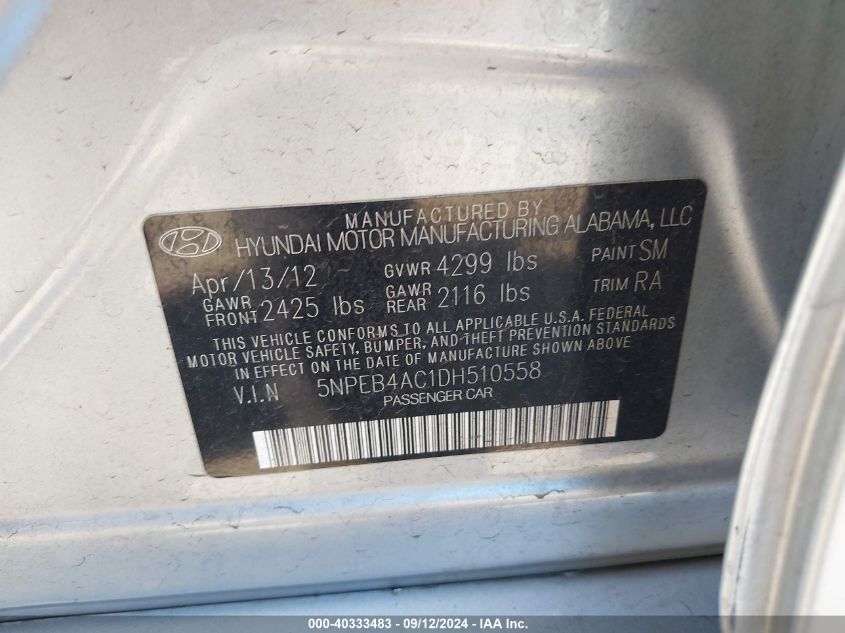 MANUFACTURED BY
HYUNDAI MOTOR MANUFACTURING ALABAMA, LLC
Apr/13/12 GVWR 4299 lbs PAINT SM
GAWR FRONT 2425 lbs GAWR REAR 2116 lbs TRIM RA
THIS VEHICLE CONFORMS TO ALL APPLICABLE U.S.A. FEDERAL
MOTOR VEHICLE SAFETY, BUMPER, AND THEFT PREVENTION STANDARDS
IN EFFECT ON THE DATE OF MANUFACTURE SHOWN ABOVE
V.I.N 5NPEB4AC1DH510558
PASSENGER CAR
000-40333483 - 09/12/2024 - IAA Inc.